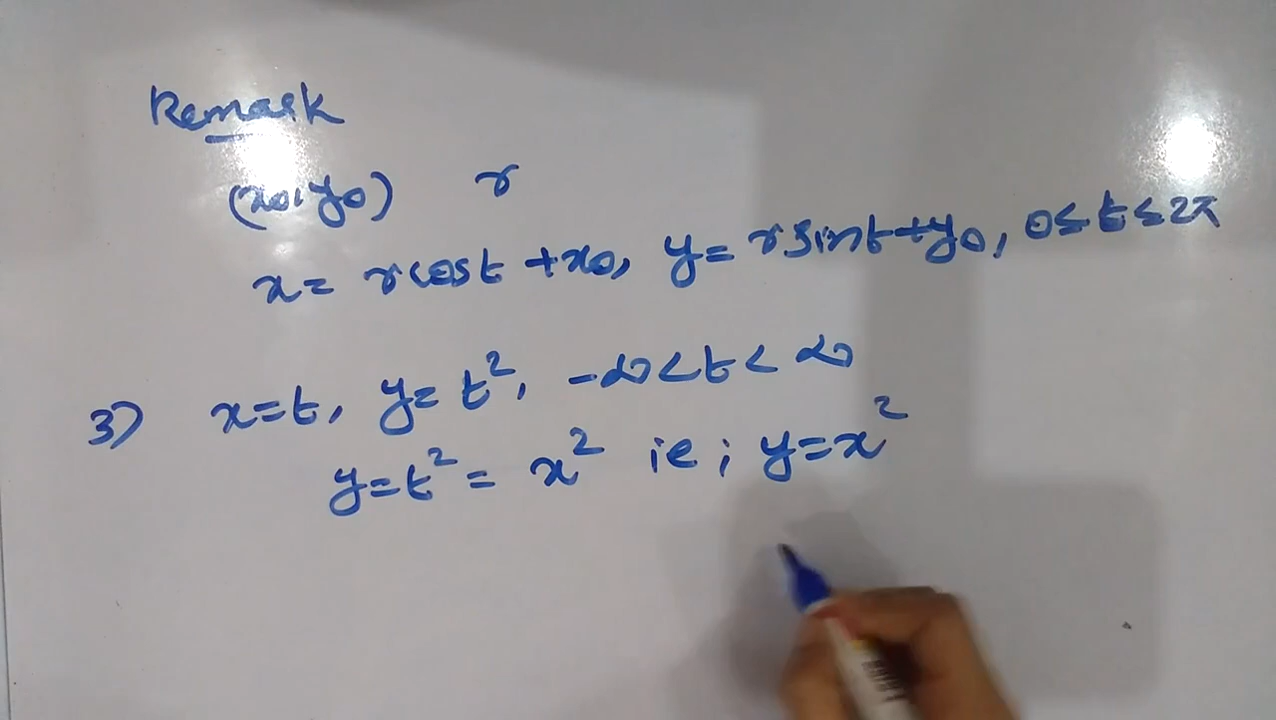 Remark
(x₀, y₀) r
x = r cos t + x₀, y = r sin t + y₀, 0 ≤ t ≤ 2π
3) x = t, y = t², -∞ < t < ∞
y = t² = x² ie; y = x²